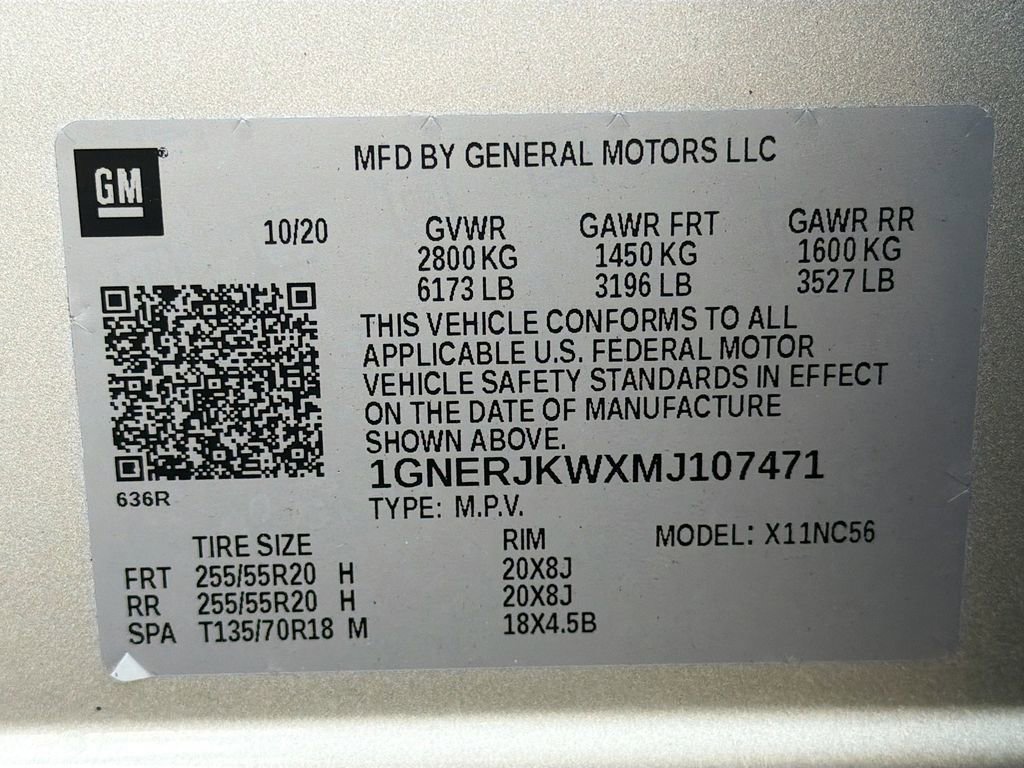 GM
MFD BY GENERAL MOTORS LLC
10/20
GVWR GAWR FRT GAWR RR
2800 KG 1450 KG 1600 KG
6173 LB 3196 LB 3527 LB
THIS VEHICLE CONFORMS TO ALL
APPLICABLE U.S. FEDERAL MOTOR
VEHICLE SAFETY STANDARDS IN EFFECT
ON THE DATE OF MANUFACTURE
SHOWN ABOVE.
1GNERJKWXMJ107471
636R
TYPE: M.P.V.
TIRE SIZE RIM MODEL: X11NC56
FRT 255/55R20 H 20X8J
RR 255/55R20 H 20X8J
SPA T135/70R18 M 18X4.5B